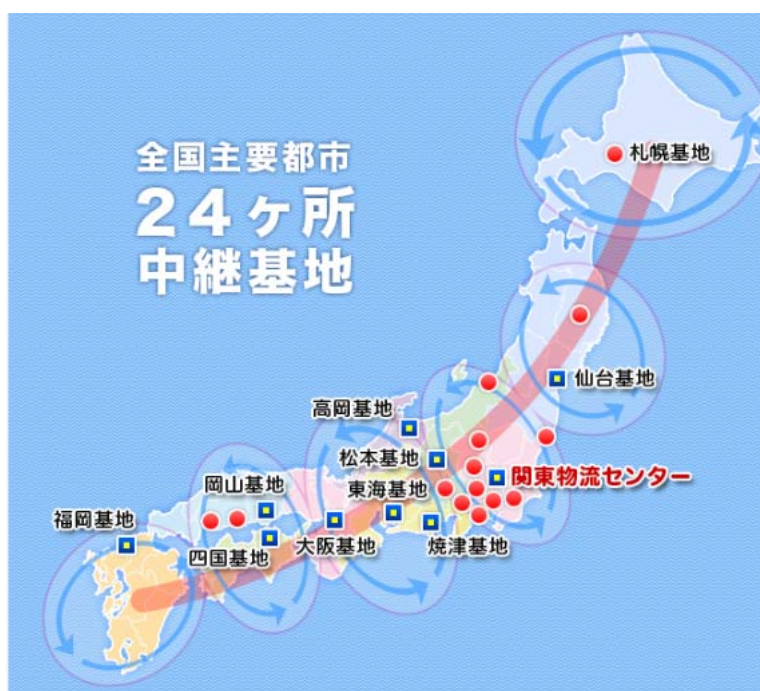 全国主要都市
24ヶ所
中継基地
札幌基地
仙台基地
高岡基地
松本基地
関東物流センター
岡山基地
東海基地
福岡基地
四国基地
大阪基地
焼津基地